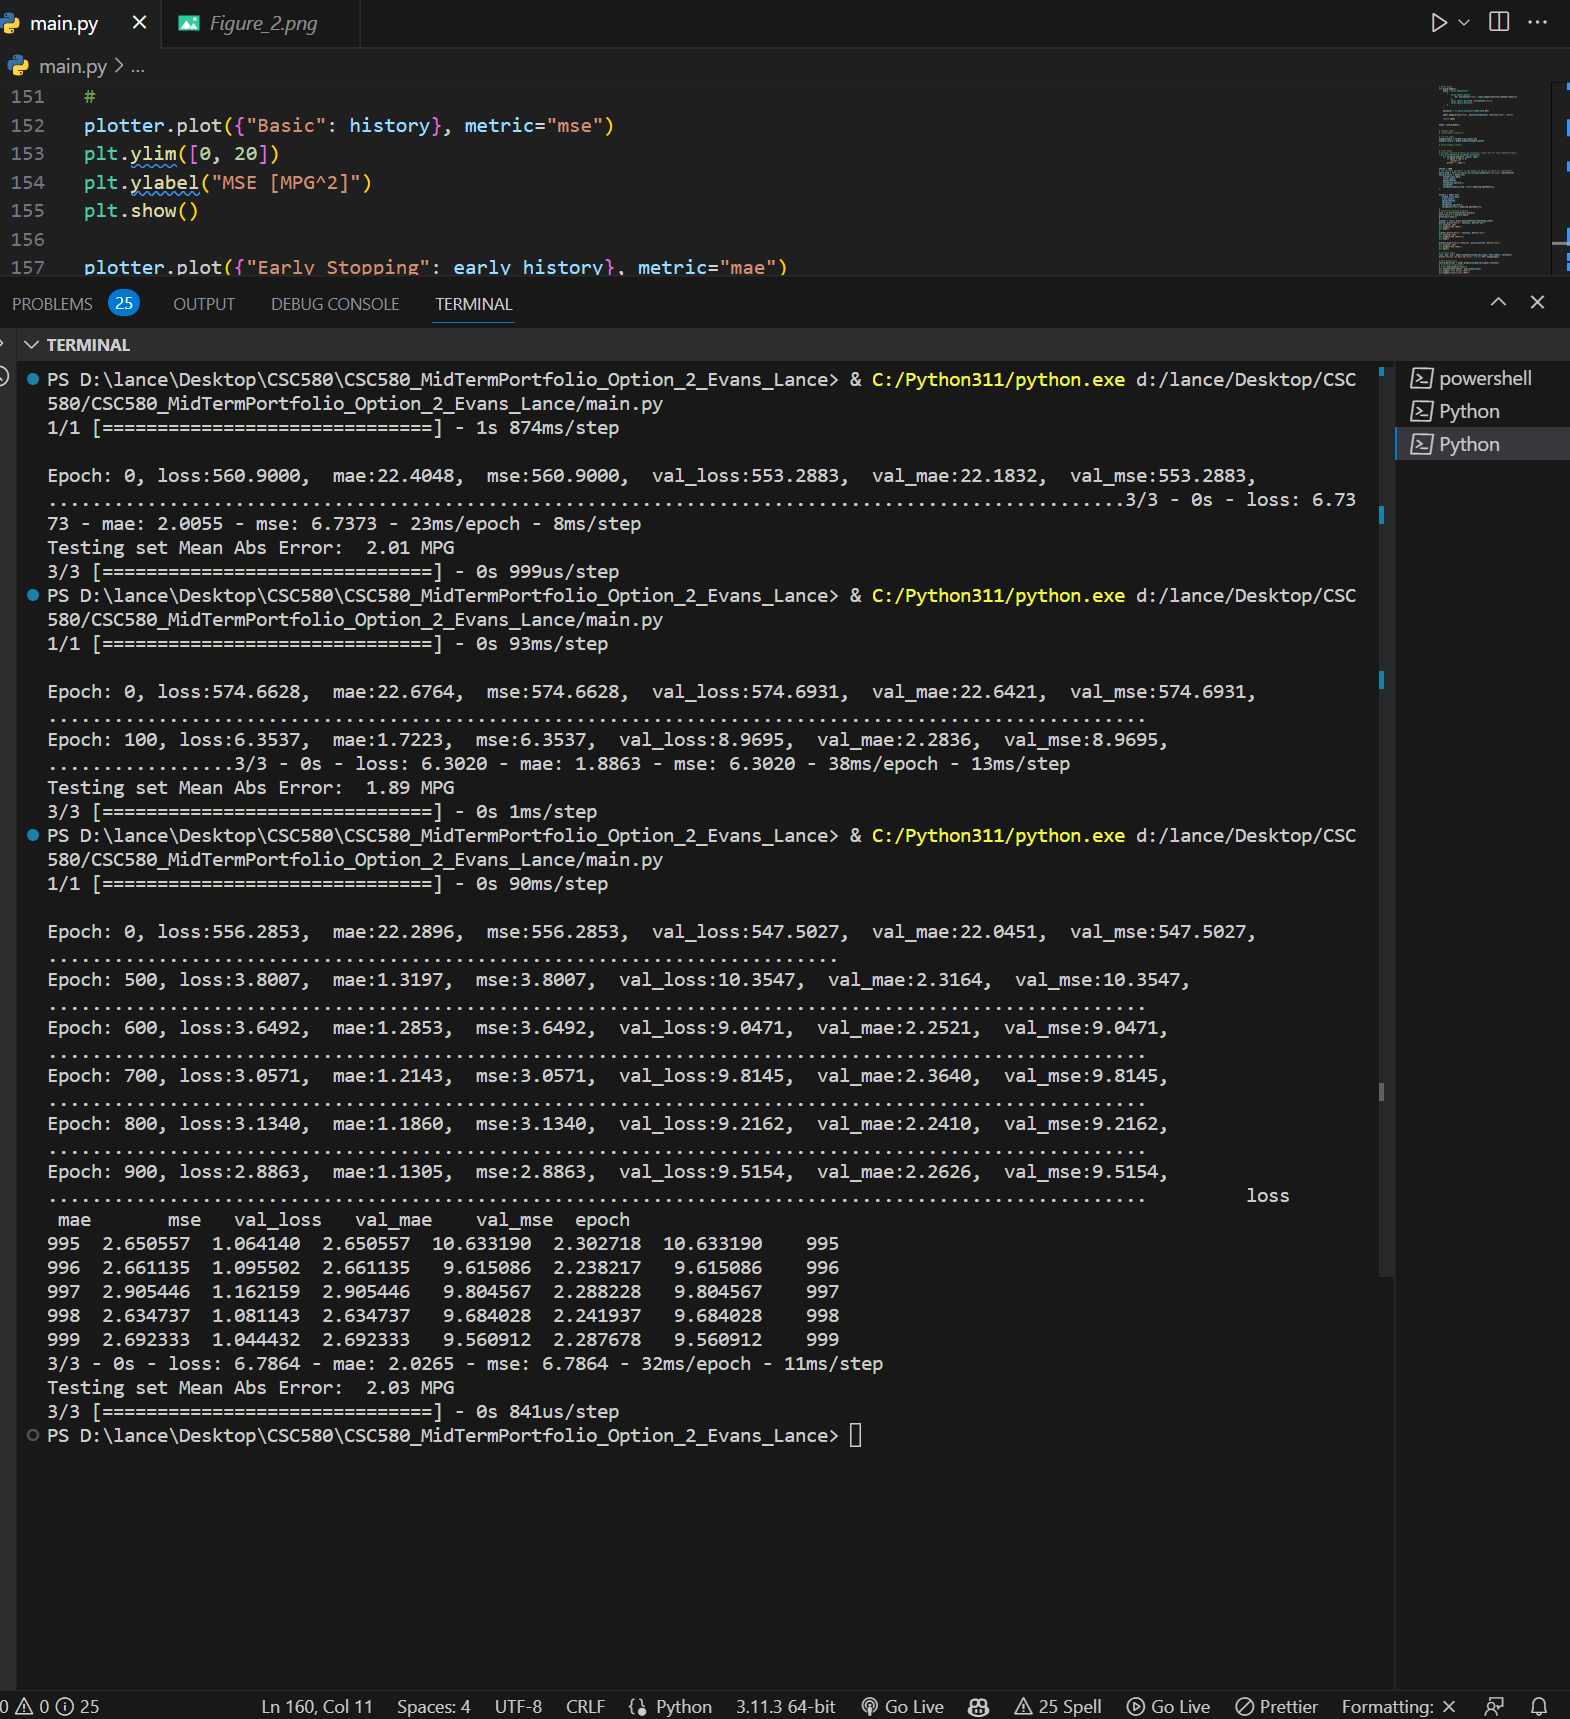 main.py
Figure_2.png
main.py > ...
151 #
152 plotter.plot({"Basic": history}, metric="mse")
153 plt.ylim([0, 20])
154 plt.ylabel("MSE [MPG^2]")
155 plt.show()
156
157 plotter.plot({"Early Stopping": early_history}, metric="mae")
PROBLEMS 25 OUTPUT DEBUG CONSOLE TERMINAL
TERMINAL
powershell
Python
Python
PS D:\lance\Desktop\CSC580\CSC580_MidTermPortfolio_Option_2_Evans_Lance> & C:/Python311/python.exe d:/lance/Desktop/CSC
580/CSC580_MidTermPortfolio_Option_2_Evans_Lance/main.py
1/1 [==============================] - 1s 874ms/step
Epoch: 0, loss:560.9000,  mae:22.4048,  mse:560.9000,  val_loss:553.2883,  val_mae:22.1832,  val_mse:553.2883,
..................................................................................................3/3 - 0s - loss: 6.73
73 - mae: 2.0055 - mse: 6.7373 - 23ms/epoch - 8ms/step
Testing set Mean Abs Error:  2.01 MPG
3/3 [==============================] - 0s 999us/step
PS D:\lance\Desktop\CSC580\CSC580_MidTermPortfolio_Option_2_Evans_Lance> & C:/Python311/python.exe d:/lance/Desktop/CSC
580/CSC580_MidTermPortfolio_Option_2_Evans_Lance/main.py
1/1 [==============================] - 0s 93ms/step
Epoch: 0, loss:574.6628,  mae:22.6764,  mse:574.6628,  val_loss:574.6931,  val_mae:22.6421,  val_mse:574.6931,
....................................................................................................
Epoch: 100, loss:6.3537,  mae:1.7223,  mse:6.3537,  val_loss:8.9695,  val_mae:2.2836,  val_mse:8.9695,
.................3/3 - 0s - loss: 6.3020 - mae: 1.8863 - mse: 6.3020 - 38ms/epoch - 13ms/step
Testing set Mean Abs Error:  1.89 MPG
3/3 [==============================] - 0s 1ms/step
PS D:\lance\Desktop\CSC580\CSC580_MidTermPortfolio_Option_2_Evans_Lance> & C:/Python311/python.exe d:/lance/Desktop/CSC
580/CSC580_MidTermPortfolio_Option_2_Evans_Lance/main.py
1/1 [==============================] - 0s 90ms/step
Epoch: 0, loss:556.2853,  mae:22.2896,  mse:556.2853,  val_loss:547.5027,  val_mae:22.0451,  val_mse:547.5027,
........................................................................
Epoch: 500, loss:3.8007,  mae:1.3197,  mse:3.8007,  val_loss:10.3547,  val_mae:2.3164,  val_mse:10.3547,
....................................................................................................
Epoch: 600, loss:3.6492,  mae:1.2853,  mse:3.6492,  val_loss:9.0471,  val_mae:2.2521,  val_mse:9.0471,
....................................................................................................
Epoch: 700, loss:3.0571,  mae:1.2143,  mse:3.0571,  val_loss:9.8145,  val_mae:2.3640,  val_mse:9.8145,
....................................................................................................
Epoch: 800, loss:3.1340,  mae:1.1860,  mse:3.1340,  val_loss:9.2162,  val_mae:2.2410,  val_mse:9.2162,
....................................................................................................
Epoch: 900, loss:2.8863,  mae:1.1305,  mse:2.8863,  val_loss:9.5154,  val_mae:2.2626,  val_mse:9.5154,
....................................................................................................         loss
 mae       mse   val_loss   val_mae    val_mse  epoch
995  2.650557  1.064140  2.650557  10.633190  2.302718  10.633190    995
996  2.661135  1.095502  2.661135   9.615086  2.238217   9.615086    996
997  2.905446  1.162159  2.905446   9.804567  2.288228   9.804567    997
998  2.634737  1.081143  2.634737   9.684028  2.241937   9.684028    998
999  2.692333  1.044432  2.692333   9.560912  2.287678   9.560912    999
3/3 - 0s - loss: 6.7864 - mae: 2.0265 - mse: 6.7864 - 32ms/epoch - 11ms/step
Testing set Mean Abs Error:  2.03 MPG
3/3 [==============================] - 0s 841us/step
PS D:\lance\Desktop\CSC580\CSC580_MidTermPortfolio_Option_2_Evans_Lance>
0 0 25 Ln 160, Col 11 Spaces: 4 UTF-8 CRLF Python 3.11.3 64-bit Go Live 25 Spell Go Live Prettier Formatting: ×